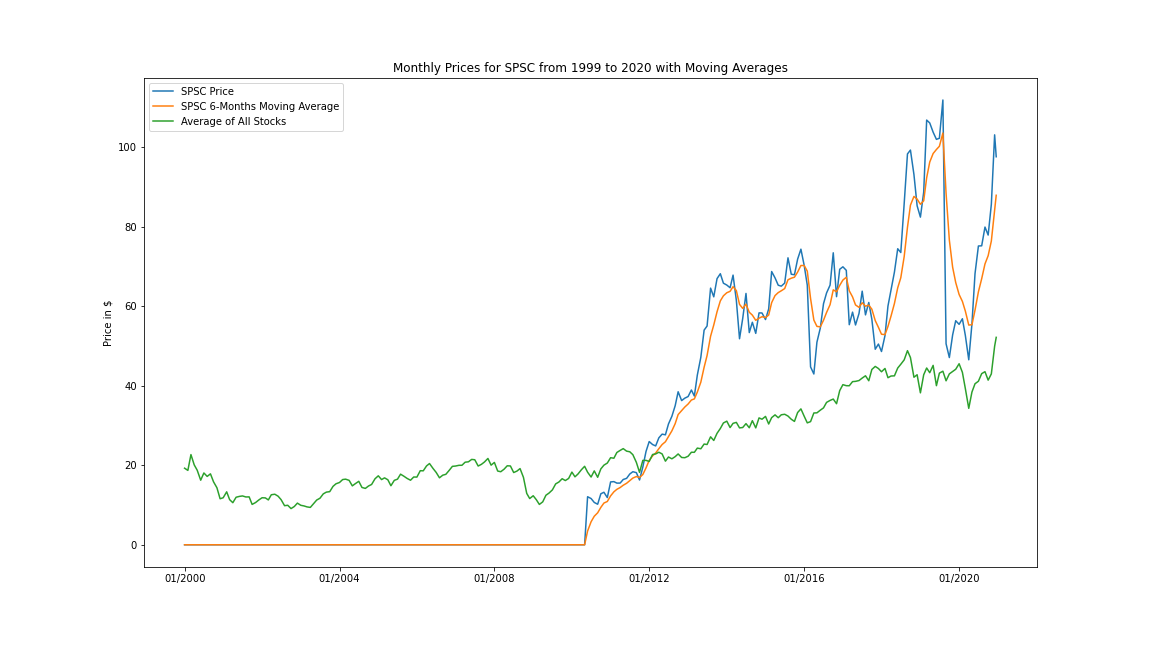 Monthly Prices for SPSC from 1999 to 2020 with Moving Averages
SPSC Price
SPSC 6-Months Moving Average
Average of All Stocks
Price in $
100
80
60
40
20
0
01/2000
01/2004
01/2008
01/2012
01/2016
01/2020